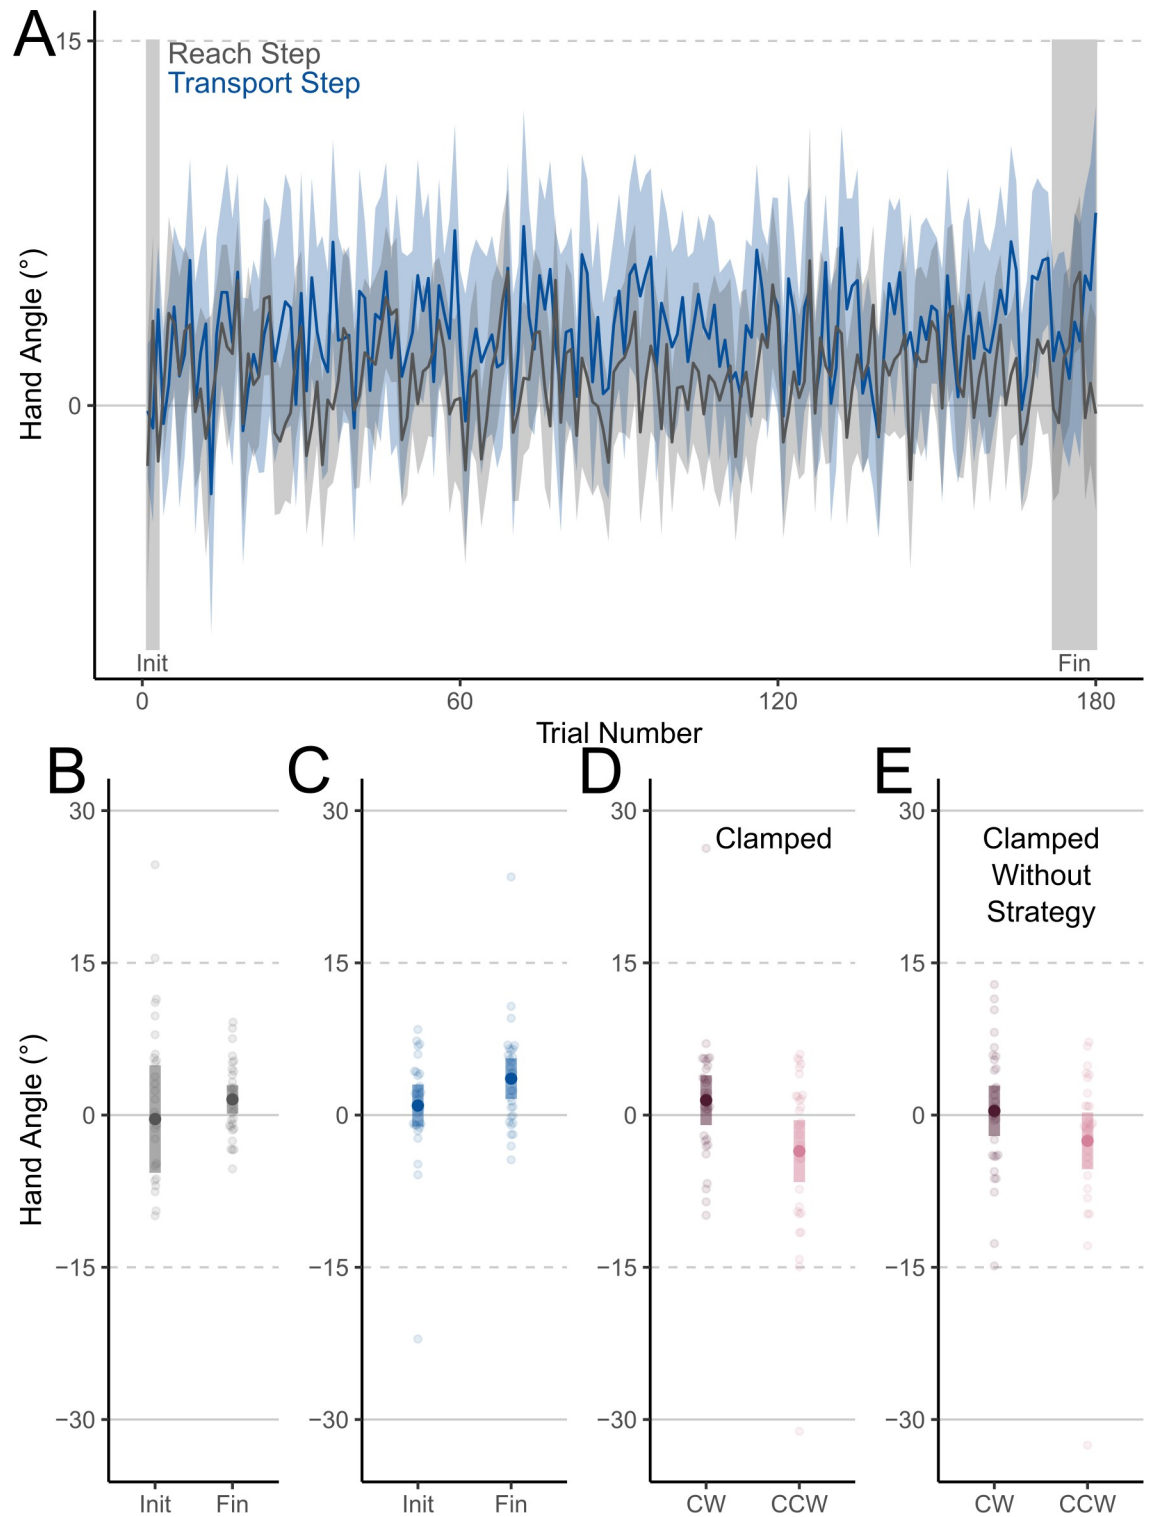 A
15
Reach Step
Transport Step
Hand Angle (°)
0
Init
Fin
0
60
120
180
Trial Number
B
C
D
E
Hand Angle (°)
30
15
0
−15
−30
Init
Fin
30
15
0
−15
−30
Init
Fin
Clamped
30
15
0
−15
−30
CW
CCW
Clamped
Without
Strategy
30
15
0
−15
−30
CW
CCW